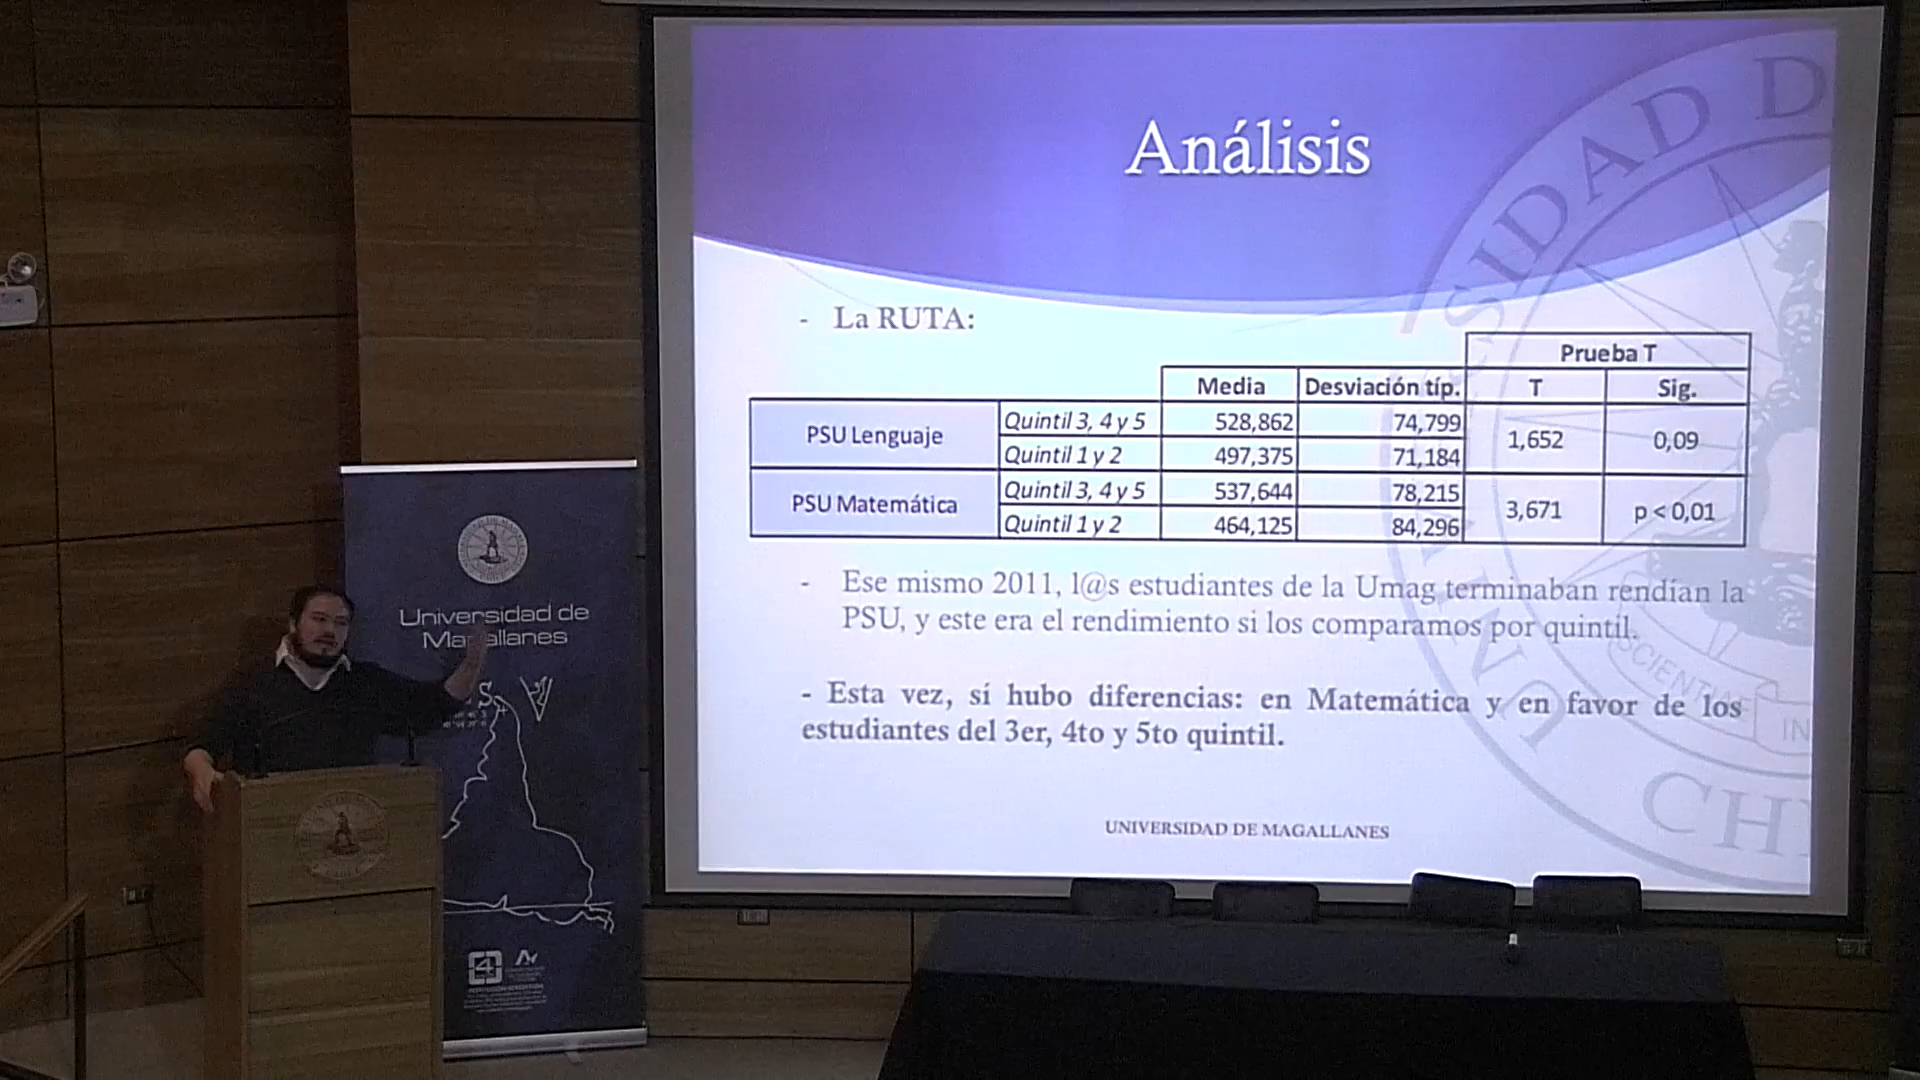 Análisis
- La RUTA:
Prueba T
Media Desviación típ. T Sig.
PSU Lenguaje Quintil 3, 4 y 5 528,862 74,799 1,652 0,09
Quintil 1 y 2 497,375 71,184
PSU Matemática Quintil 3, 4 y 5 537,644 78,215 3,671 p < 0,01
Quintil 1 y 2 464,125 84,296
- Ese mismo 2011, l@s estudiantes de la Umag terminaban rendían la
PSU, y este era el rendimiento si los comparamos por quintil.
- Esta vez, sí hubo diferencias: en Matemática y en favor de los
estudiantes del 3er, 4to y 5to quintil.
UNIVERSIDAD DE MAGALLANES
Universidad de
Magallanes
4